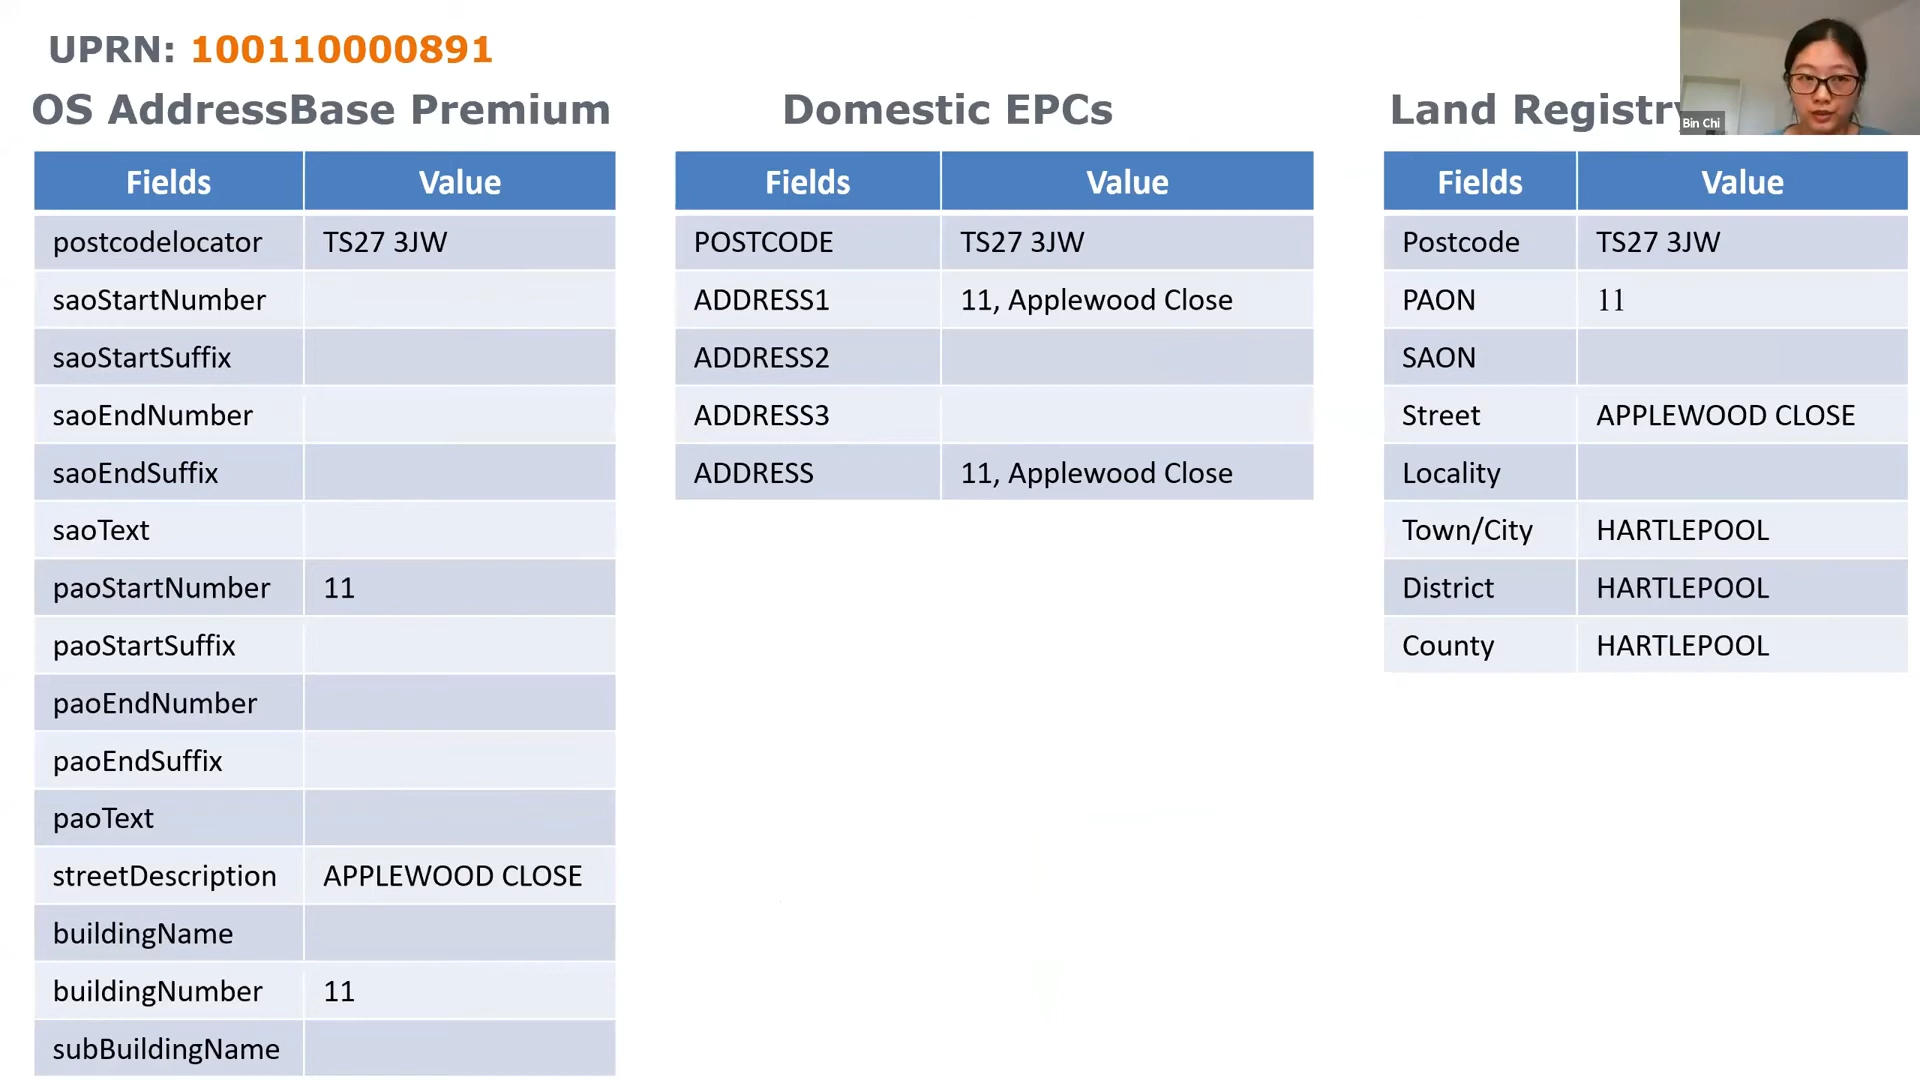 UPRN: 100110000891
OS AddressBase Premium
Fields Value
postcodelocator TS27 3JW
saoStartNumber
saoStartSuffix
saoEndNumber
saoEndSuffix
saoText
paoStartNumber 11
paoStartSuffix
paoEndNumber
paoEndSuffix
paoText
streetDescription APPLEWOOD CLOSE
buildingName
buildingNumber 11
subBuildingName
Domestic EPCs
Fields Value
POSTCODE TS27 3JW
ADDRESS1 11, Applewood Close
ADDRESS2
ADDRESS3
ADDRESS 11, Applewood Close
Land Registry
Fields Value
Postcode TS27 3JW
PAON 11
SAON
Street APPLEWOOD CLOSE
Locality
Town/City HARTLEPOOL
District HARTLEPOOL
County HARTLEPOOL
Bin Chi